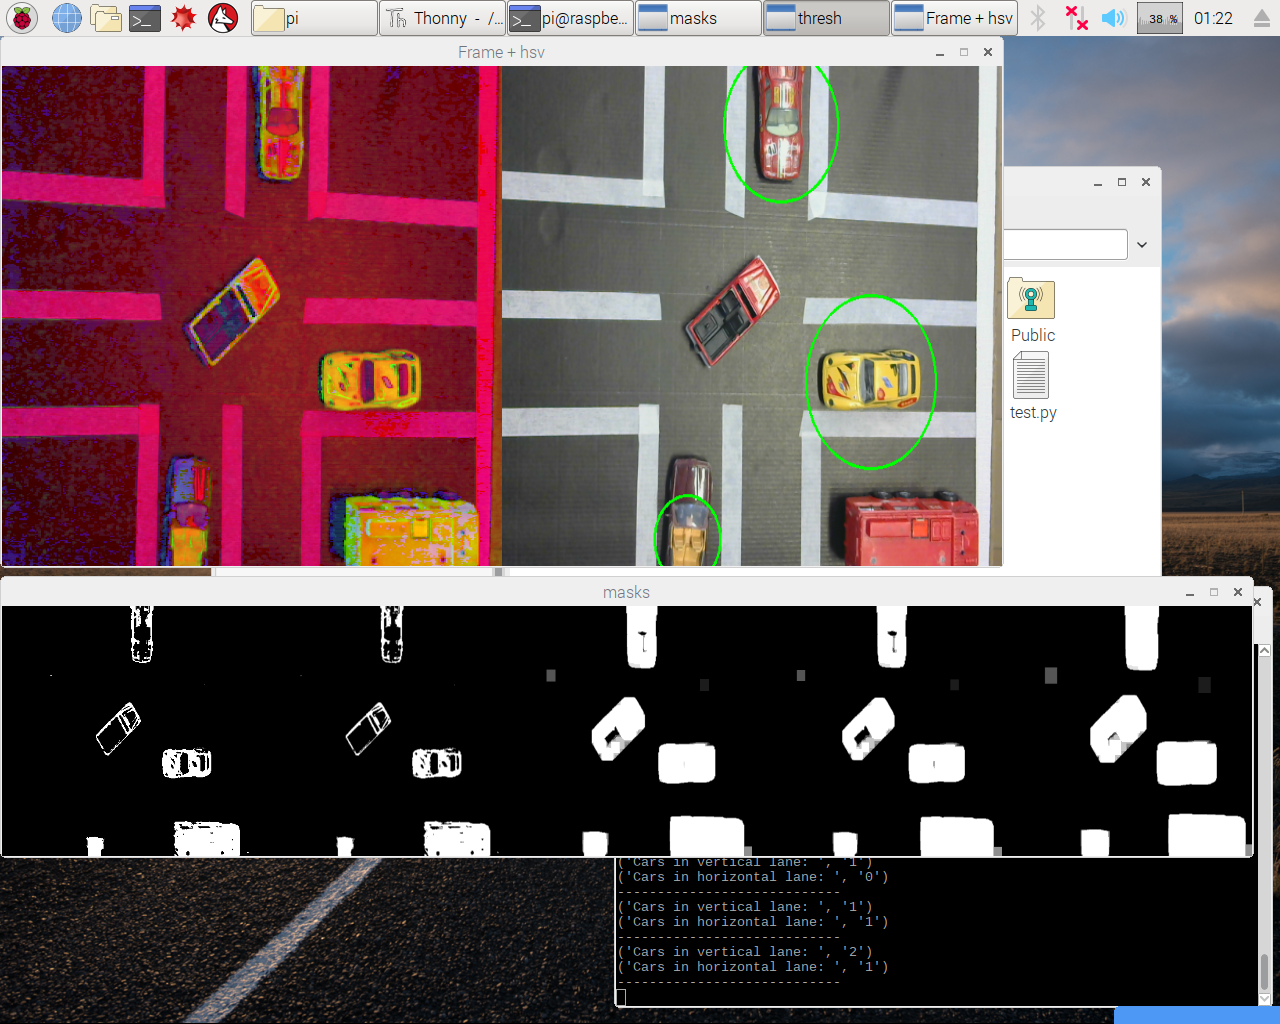 pi
Thonny - /...
pi@raspbe...
masks
thresh
Frame + hsv
38 %
01:22
Frame + hsv
Public
test.py
masks
('Cars in vertical lane: ', '1')
('Cars in horizontal lane: ', '0')
----------------------------
('Cars in vertical lane: ', '1')
('Cars in horizontal lane: ', '1')
----------------------------
('Cars in vertical lane: ', '2')
('Cars in horizontal lane: ', '1')
----------------------------